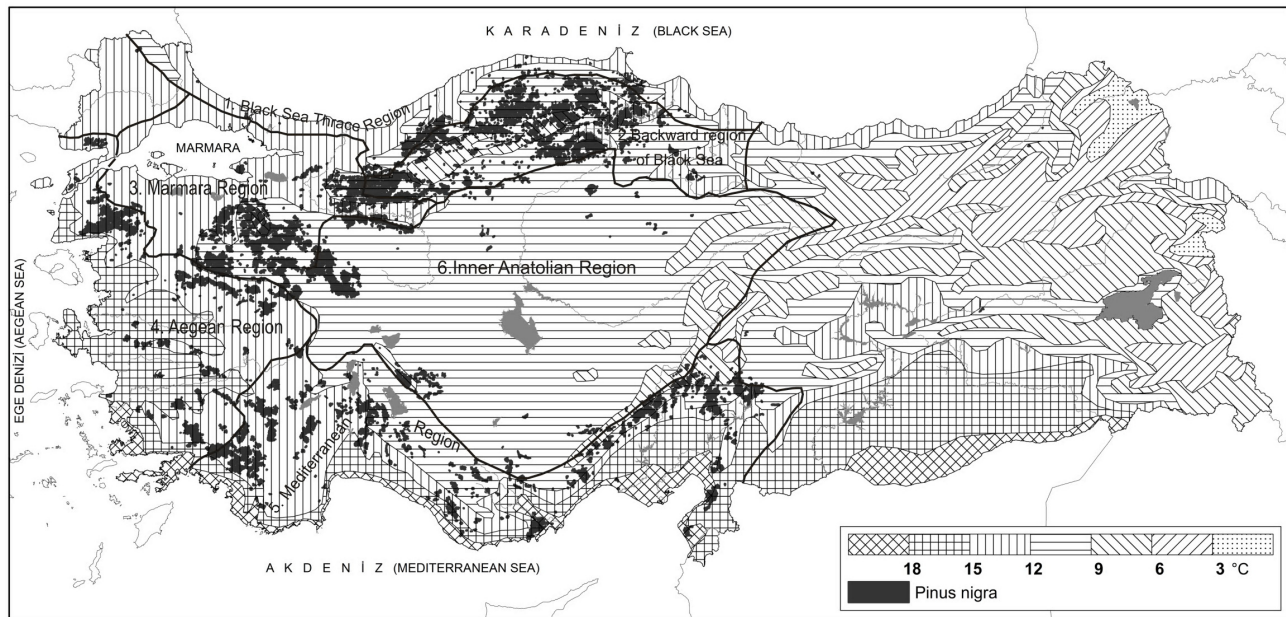 KARADENİZ (BLACK SEA)
1. Black Sea Thrace Region
MARMARA
2.Backward region
of Black Sea
3. Marmara Region
EGE DENİZİ (AEGEAN SEA)
6.Inner Anatolian Region
4. Aegean Region
5. Mediterranean Region
AKDENİZ (MEDITERRANEAN SEA)
18 15 12 9 6 3 °C
Pinus nigra